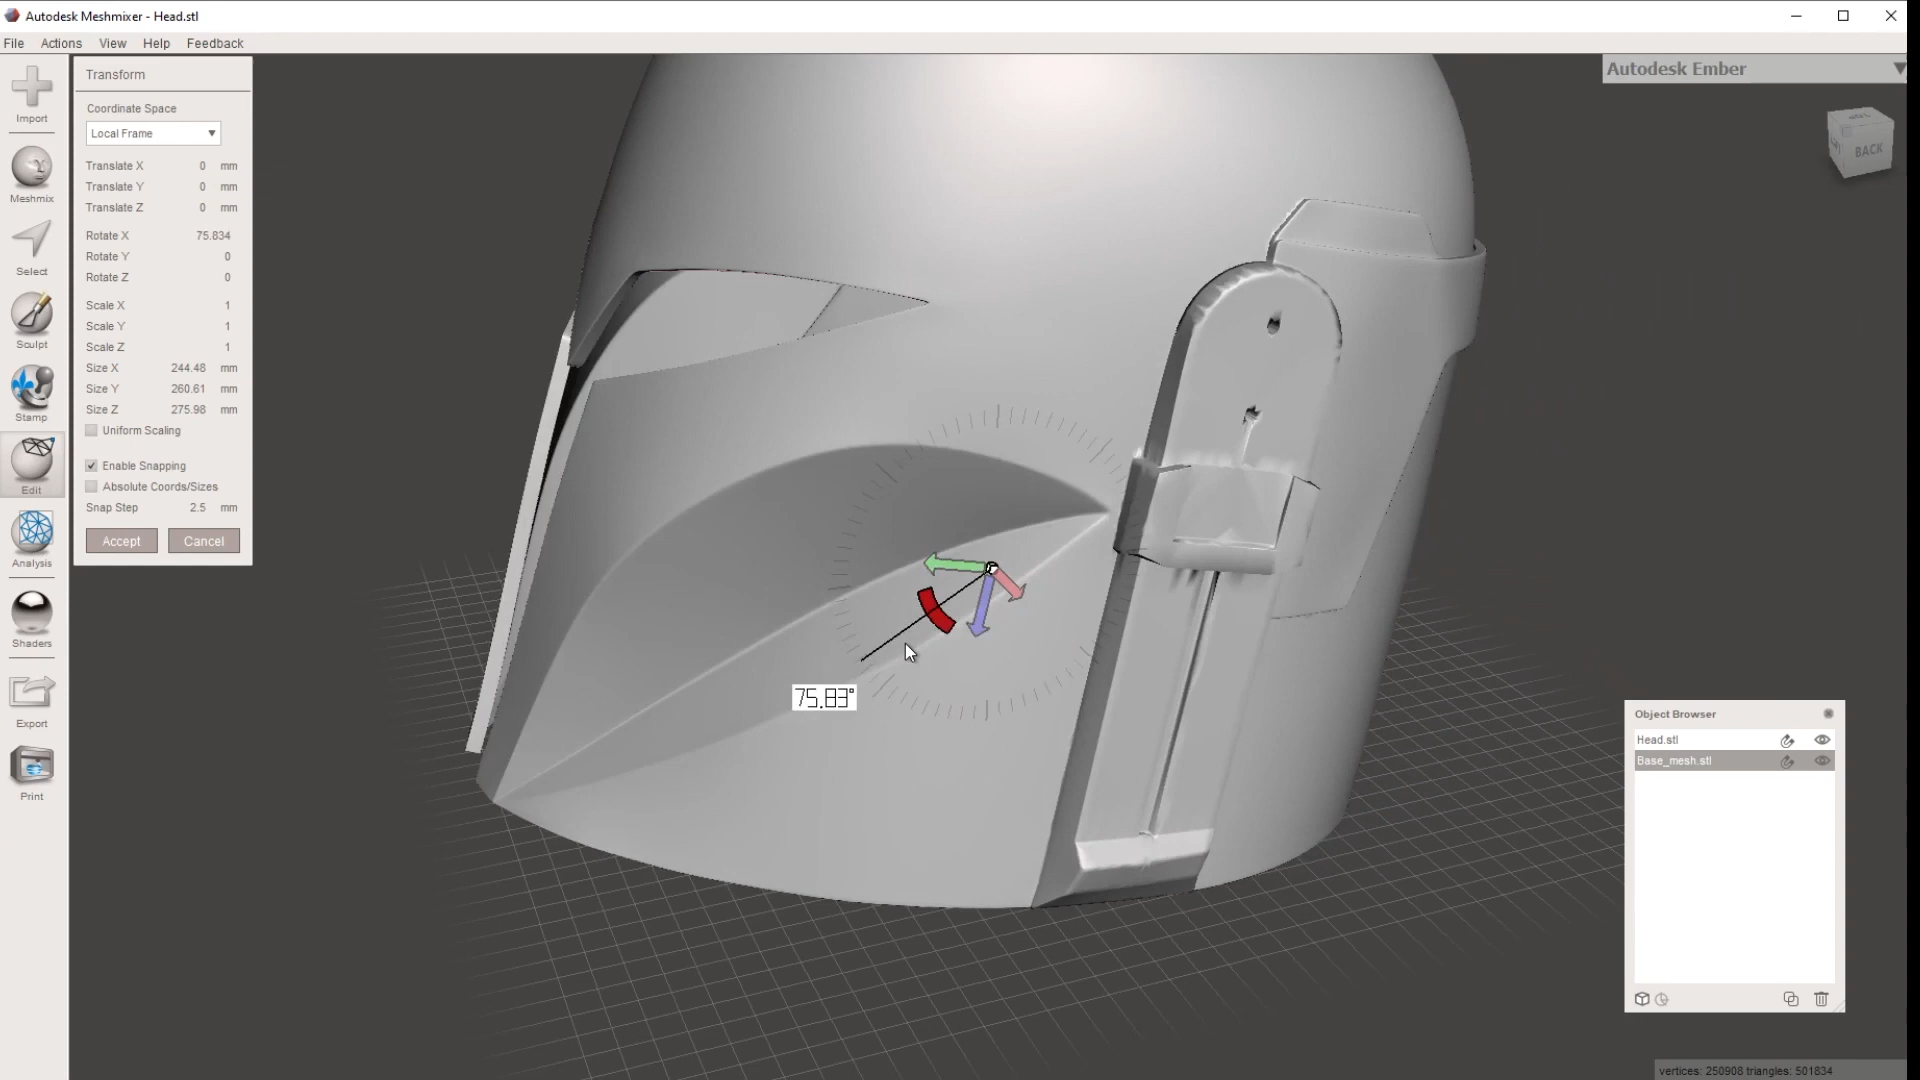 Autodesk Meshmixer - Head.stl
File Actions View Help Feedback
Import
Meshmix
Select
Sculpt
Stamp
Edit
Analysis
Shaders
Export
Print
Transform
Coordinate Space
Local Frame
Translate X 0 mm
Translate Y 0 mm
Translate Z 0 mm
Rotate X 75.834
Rotate Y 0
Rotate Z 0
Scale X 1
Scale Y 1
Scale Z 1
Size X 244.48 mm
Size Y 260.61 mm
Size Z 275.98 mm
Uniform Scaling
Enable Snapping
Absolute Coords/Sizes
Snap Step 2.5 mm
Accept Cancel
75.83°
Autodesk Ember
BACK
Object Browser
Head.stl
Base_mesh.stl
vertices: 250908 triangles: 501834